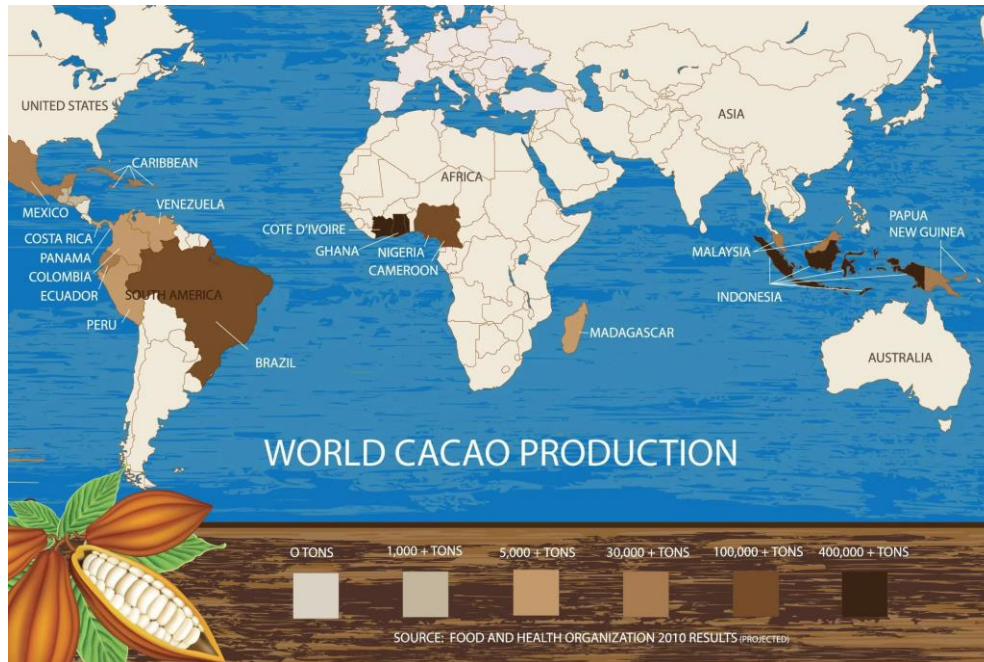 UNITED STATES
ASIA
CARIBBEAN
AFRICA
MEXICO
VENEZUELA
COTE D'IVOIRE
PAPUA
NEW GUINEA
COSTA RICA
GHANA
NIGERIA
MALAYSIA
PANAMA
CAMEROON
COLOMBIA
ECUADOR
SOUTH AMERICA
INDONESIA
PERU
MADAGASCAR
BRAZIL
AUSTRALIA
WORLD CACAO PRODUCTION
0 TONS
1,000 + TONS
5,000 + TONS
30,000 + TONS
100,000 + TONS
400,000 + TONS
SOURCE: FOOD AND HEALTH ORGANIZATION 2010 RESULTS (PROJECTED)